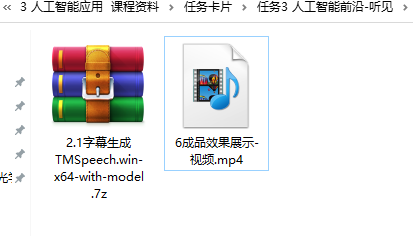 « 3 人工智能应用 课程资料 > 任务卡片 > 任务3 人工智能前沿-听见 >
2.1字幕生成
TMSpeech.win-
x64-with-model
.7z
6成品效果展示-
视频.mp4